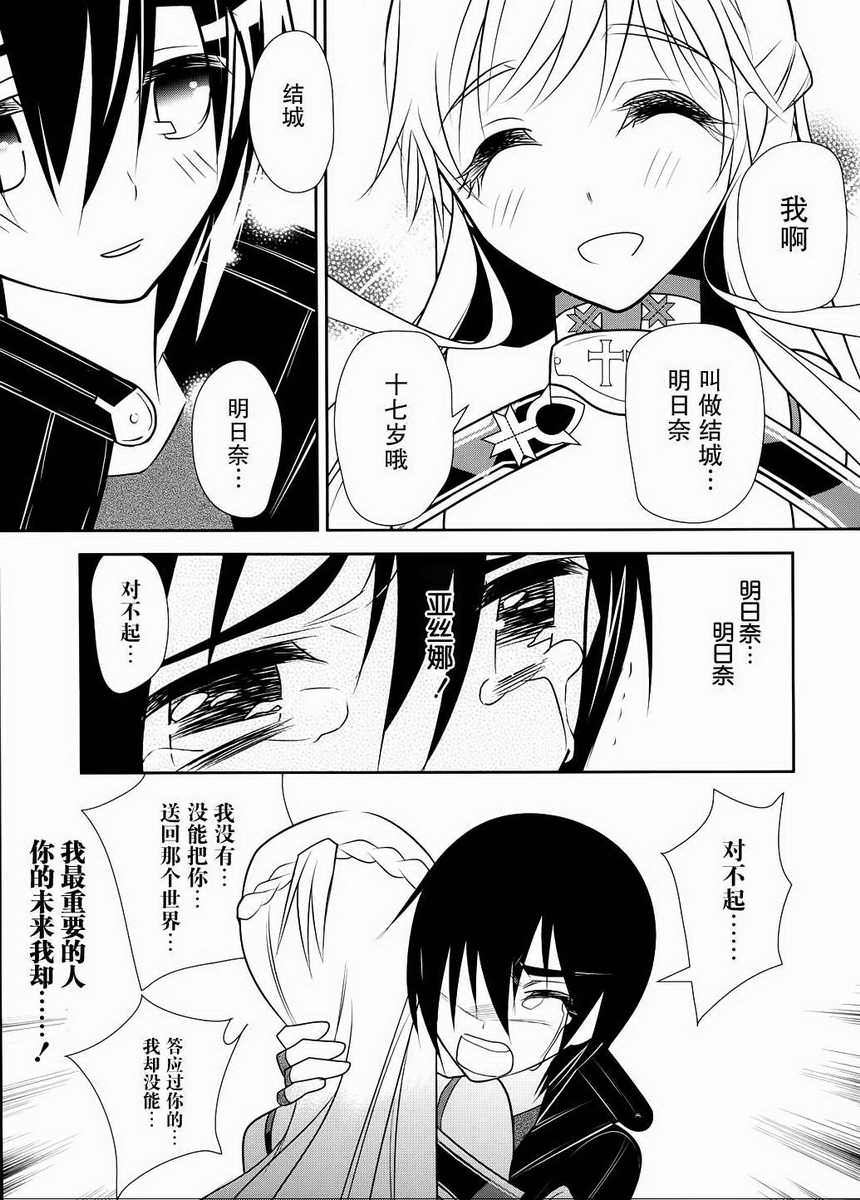 我啊
叫做结城…
明日奈
十七岁哦
结城
明日奈…
明日奈…
明日奈
亚丝娜！
对不起…
对不起……
我没有…
没能把你…
送回那个世界…
答应过你的…
我却没能…
我最重要的人
你的未来我却……！